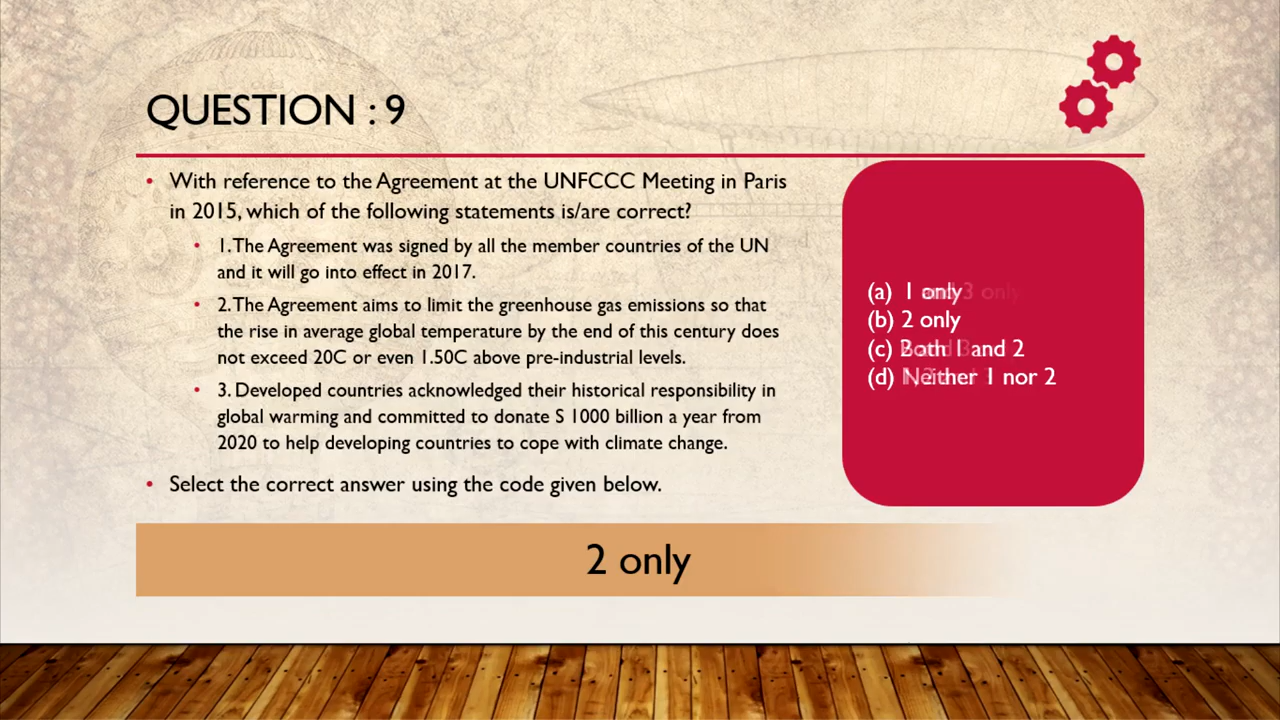 QUESTION : 9
• With reference to the Agreement at the UNFCCC Meeting in Paris
in 2015, which of the following statements is/are correct?
• 1.The Agreement was signed by all the member countries of the UN
and it will go into effect in 2017.
• 2.The Agreement aims to limit the greenhouse gas emissions so that
the rise in average global temperature by the end of this century does
not exceed 20C or even 1.50C above pre-industrial levels.
• 3. Developed countries acknowledged their historical responsibility in
global warming and committed to donate S 1000 billion a year from
2020 to help developing countries to cope with climate change.
• Select the correct answer using the code given below.
(a) 1 only
(b) 2 only
(c) Both 1 and 2
(d) Neither 1 nor 2
2 only